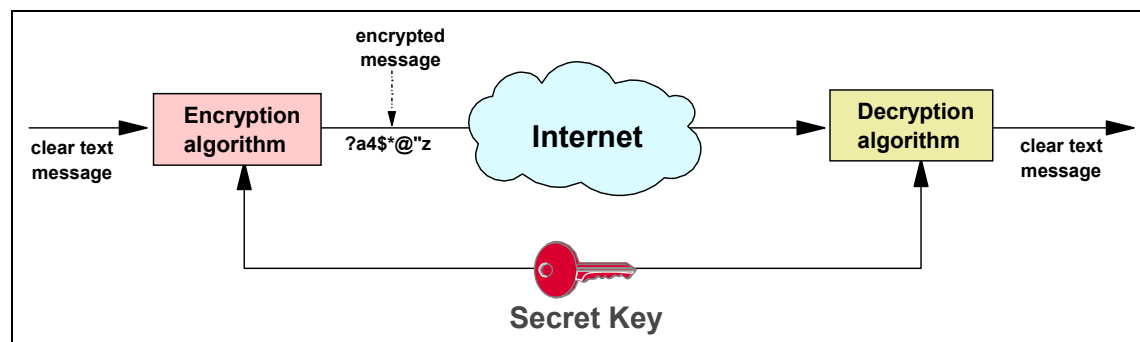 encrypted
message
Encryption
algorithm
Internet
Decryption
algorithm
?a4$*@"z
clear text
message
clear text
message
Secret Key